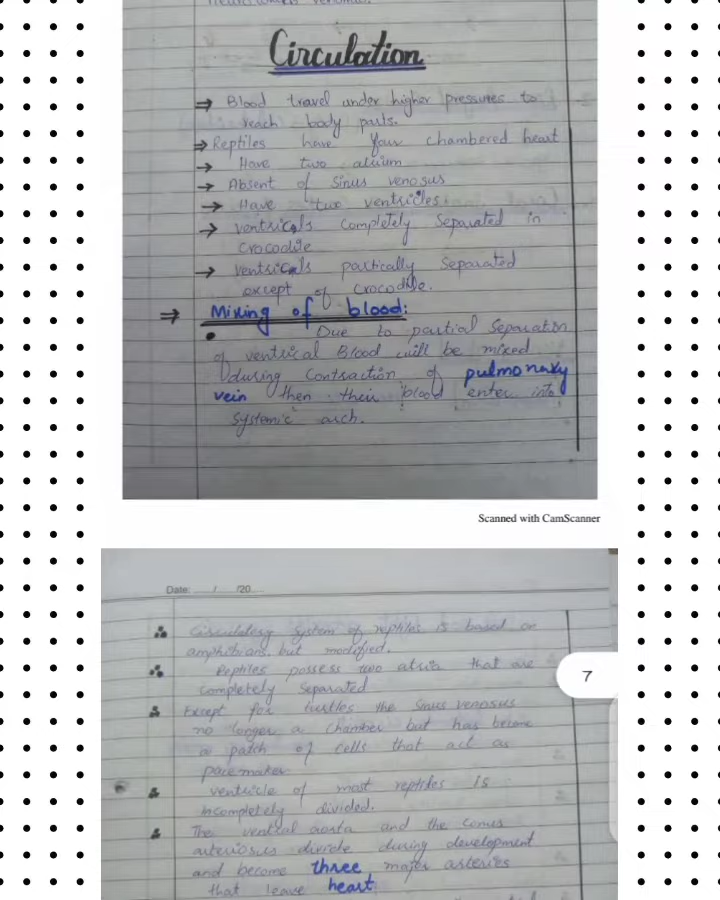 Circulation
⇒ Blood travel under higher pressures to
reach body parts.
⇒ Reptiles have four chambered heart
→ Have two atrium
→ Absent of Sinus venosus
→ Have two ventricles
→ ventricals completely Separated in
Crocodile
→ ventricals partically Separated
except of crocodile.
⇒ Mixing of blood:
Due to partial Separation
of ventrical Blood will be mixed
during Contraction of pulmonary
vein then their blood enter into
Systemic arch.
Scanned with CamScanner
Date: / /20
Circulatory System of reptiles is based on
amphibians but modified.
Reptiles possess two atria that are
completely Separated
7
Except for turtles the Sinus venosus
no longer a chamber but has become
a patch of cells that act as
pacemaker
ventricle of most reptiles is
incompletely divided.
The ventral aorta and the conus
arteriosus divide during development
and become three major arteries
that leave heart.